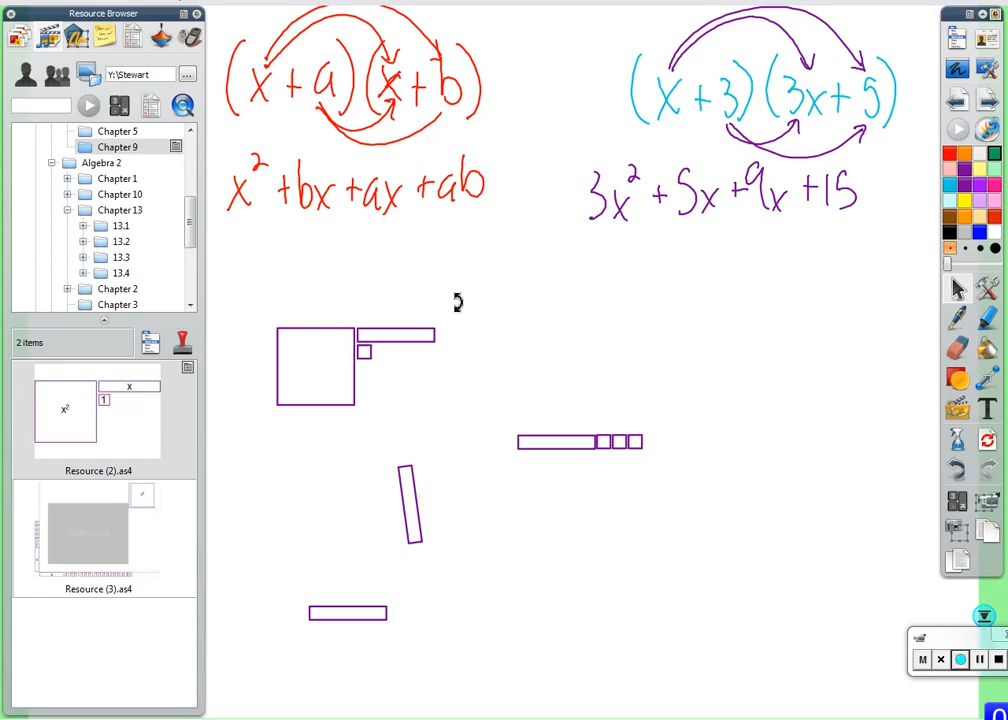 Resource Browser
Y:\Stewart
...
Chapter 5
Chapter 9
Algebra 2
Chapter 1
Chapter 10
Chapter 13
13.1
13.2
13.3
13.4
Chapter 2
Chapter 3
2 items
x²
x
1
Resource (2).as4
Resource (3).as4
(x + a)(x + b)
x² + bx + ax + ab
(x + 3)(3x + 5)
3x² + 5x + 9x + 15
T
M